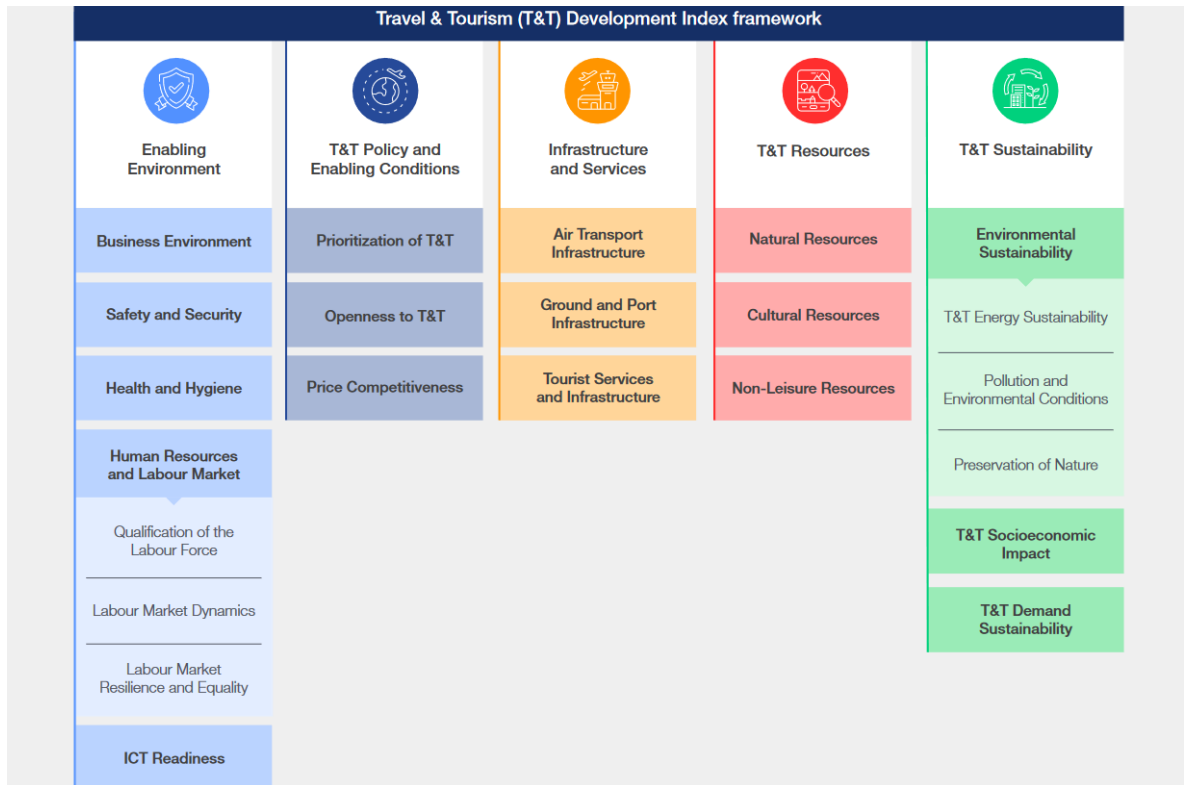 Travel & Tourism (T&T) Development Index framework
Enabling
Environment
Business Environment
Safety and Security
Health and Hygiene
Human Resources
and Labour Market
Qualification of the
Labour Force
Labour Market Dynamics
Labour Market
Resilience and Equality
ICT Readiness
T&T Policy and
Enabling Conditions
Prioritization of T&T
Openness to T&T
Price Competitiveness
Infrastructure
and Services
Air Transport
Infrastructure
Ground and Port
Infrastructure
Tourist Services
and Infrastructure
T&T Resources
Natural Resources
Cultural Resources
Non-Leisure Resources
T&T Sustainability
Environmental
Sustainability
T&T Energy Sustainability
Pollution and
Environmental Conditions
Preservation of Nature
T&T Socioeconomic
Impact
T&T Demand
Sustainability